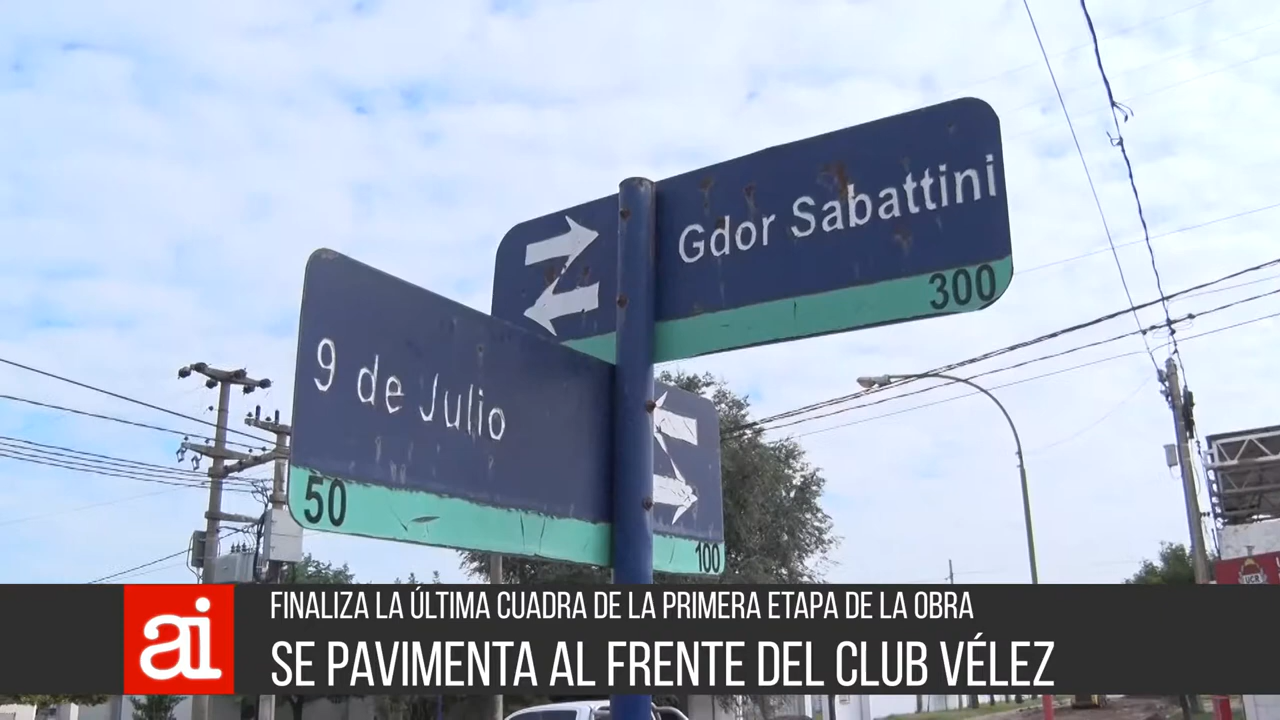 Gdor Sabattini
300
9 de Julio
50
100
ai
FINALIZA LA ÚLTIMA CUADRA DE LA PRIMERA ETAPA DE LA OBRA
SE PAVIMENTA AL FRENTE DEL CLUB VÉLEZ